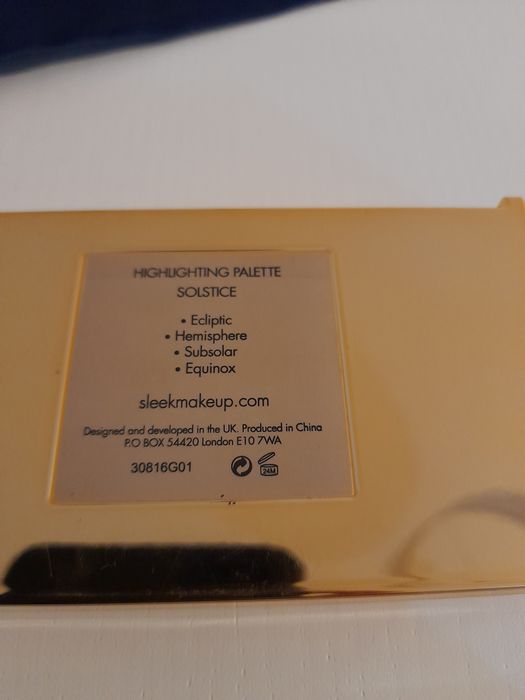 HIGHLIGHTING PALETTE
SOLSTICE
• Ecliptic
• Hemisphere
• Subsolar
• Equinox
sleekmakeup.com
Designed and developed in the UK. Produced in China
P.O BOX 54420 London E10 7WA
30816G01 24M